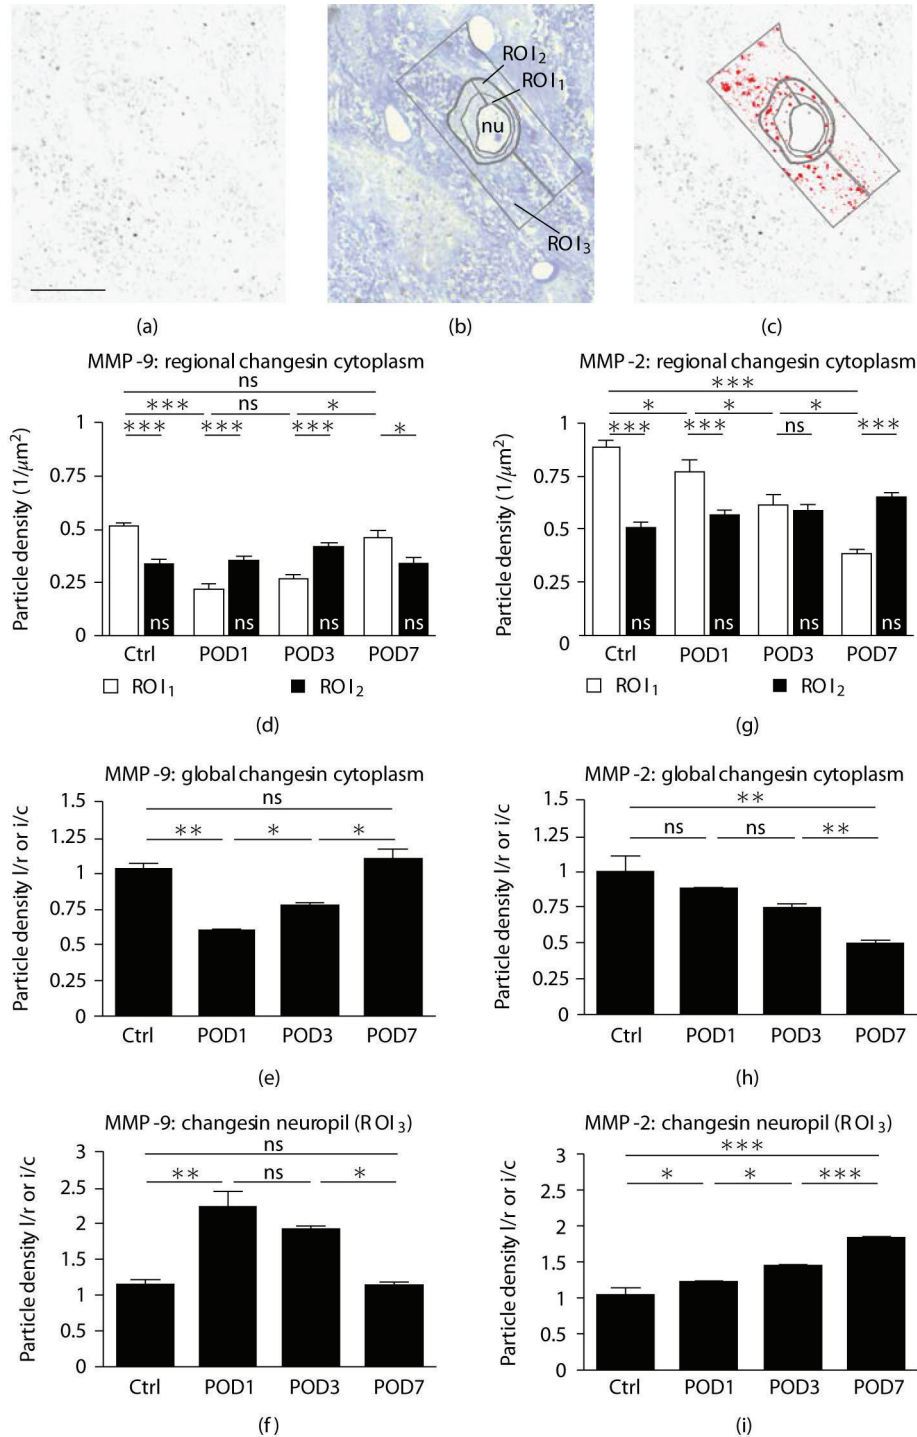 ROI2
ROI1
nu
ROI3
(a)
(b)
(c)
MMP-9: regional changesin cytoplasm
ns
*** ns *
*** *** *** *
Particle density (1/μm²)
1
0.75
0.5
0.25
0
ns ns ns ns
Ctrl POD1 POD3 POD7
ROI1 ROI2
(d)
MMP-2: regional changesin cytoplasm
***
* * *
*** *** ns ***
Particle density (1/μm²)
1
0.75
0.5
0.25
0
ns ns ns ns
Ctrl POD1 POD3 POD7
ROI1 ROI2
(g)
MMP-9: global changesin cytoplasm
ns
** * *
Particle density l/r or i/c
1.5
1.25
1
0.75
0.5
0.25
0
Ctrl POD1 POD3 POD7
(e)
MMP-2: global changesin cytoplasm
**
ns ns **
Particle density l/r or i/c
1.5
1.25
1
0.75
0.5
0.25
0
Ctrl POD1 POD3 POD7
(h)
MMP-9: changesin neuropil (ROI3)
ns
** ns *
Particle density l/r or i/c
3
2.5
2
1.5
1
0.5
0
Ctrl POD1 POD3 POD7
(f)
MMP-2: changesin neuropil (ROI3)
***
* * ***
Particle density l/r or i/c
3
2.5
2
1.5
1
0.5
0
Ctrl POD1 POD3 POD7
(i)